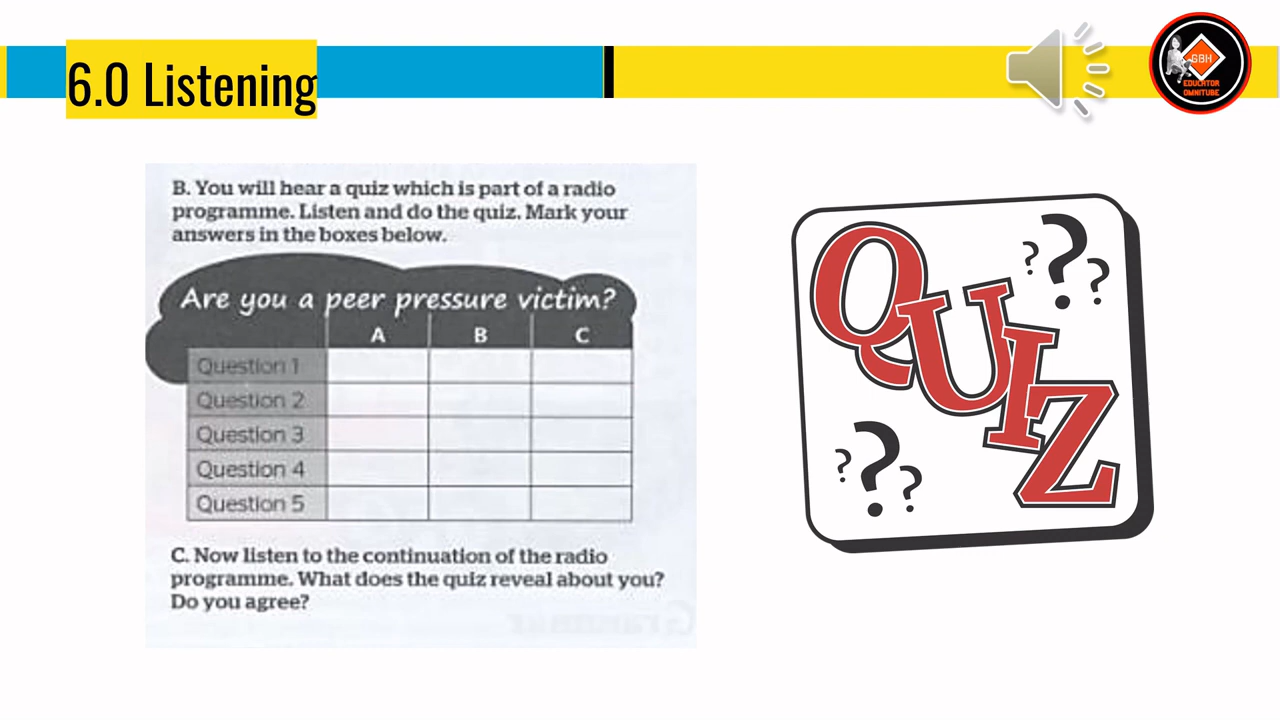 6.0 Listening
GBH
EDUCATOR
OMNITUBE
B. You will hear a quiz which is part of a radio
programme. Listen and do the quiz. Mark your
answers in the boxes below.
Are you a peer pressure victim?
A B C
Question 1
Question 2
Question 3
Question 4
Question 5
C. Now listen to the continuation of the radio
programme. What does the quiz reveal about you?
Do you agree?
? ? ?
QUIZ
? ? ?